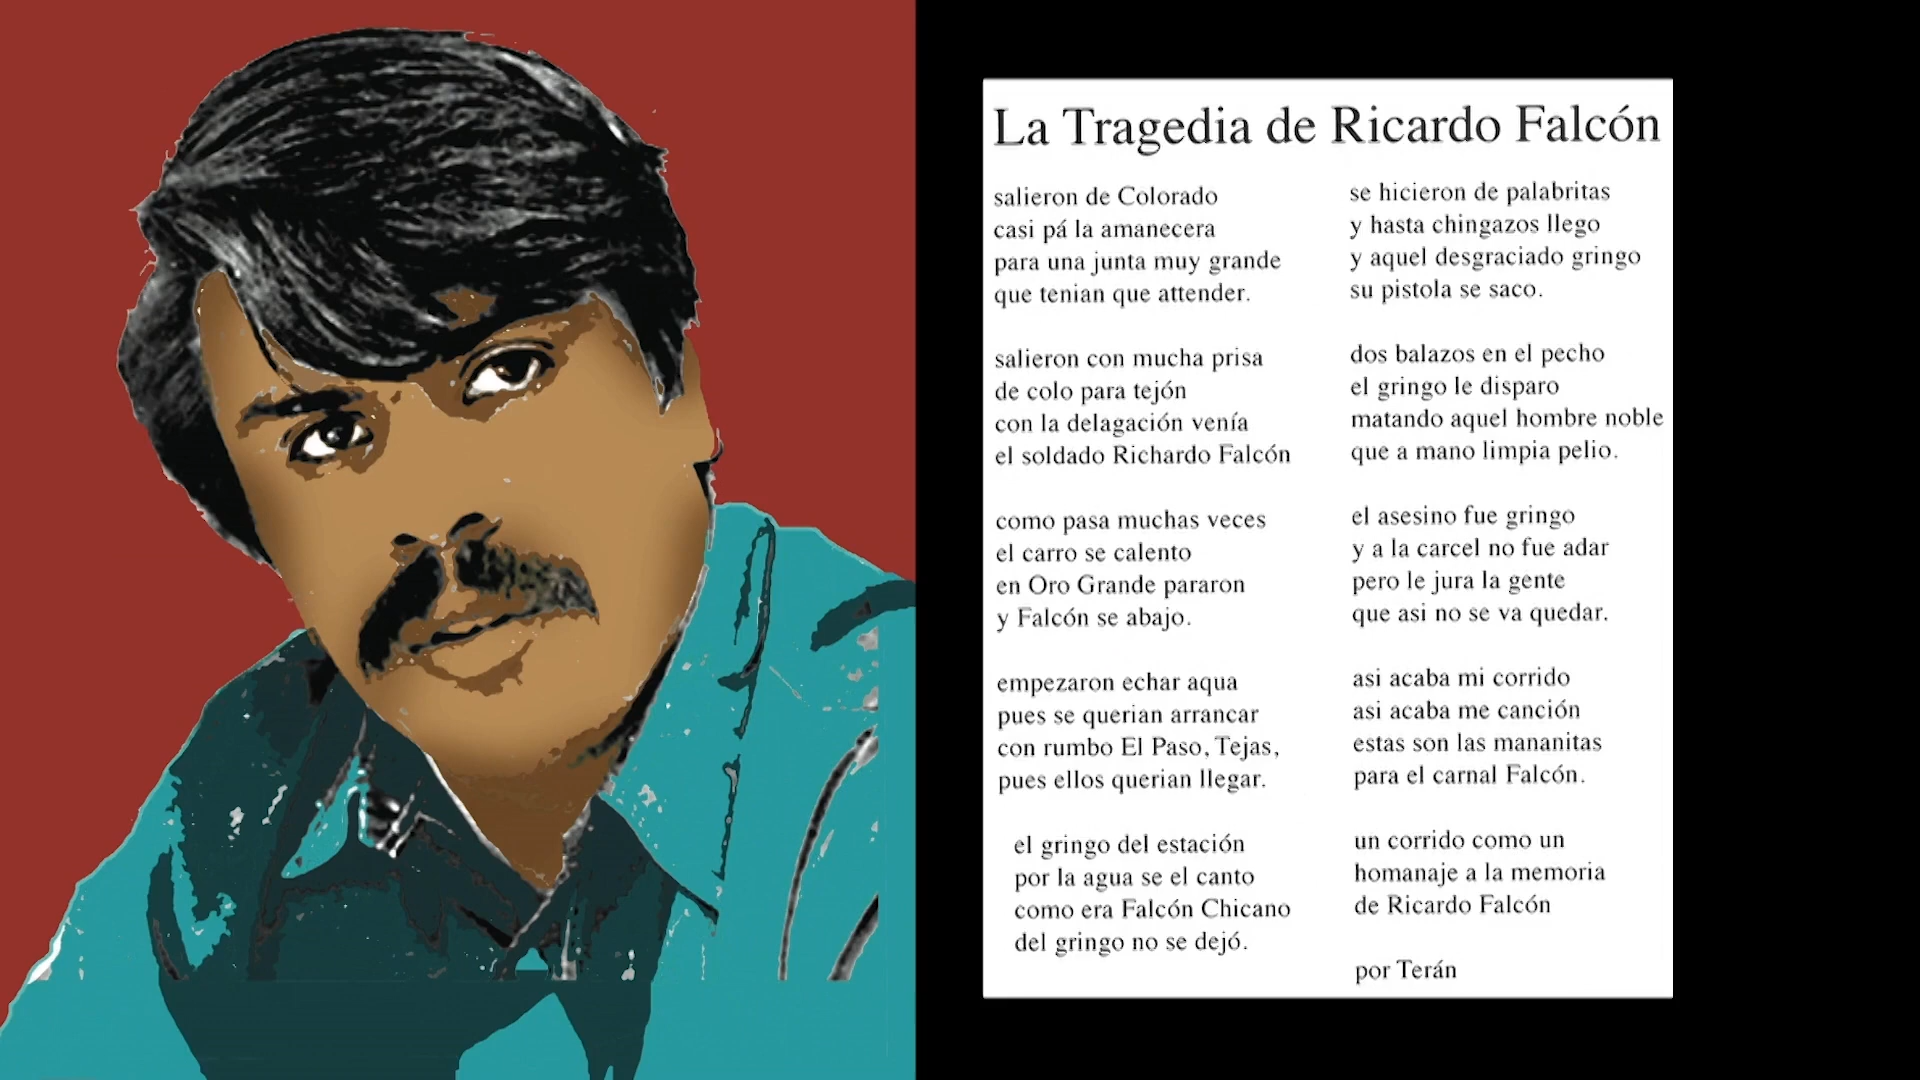 La Tragedia de Ricardo Falcón
salieron de Colorado
casi pá la amanecera
para una junta muy grande
que tenian que attender.
salieron con mucha prisa
de colo para tejón
con la delagación venía
el soldado Richardo Falcón
como pasa muchas veces
el carro se calento
en Oro Grande pararon
y Falcón se abajo.
empezaron echar aqua
pues se querian arrancar
con rumbo El Paso, Tejas,
pues ellos querian llegar.
el gringo del estación
por la agua se el canto
como era Falcón Chicano
del gringo no se dejó.
se hicieron de palabritas
y hasta chingazos llego
y aquel desgraciado gringo
su pistola se saco.
dos balazos en el pecho
el gringo le disparo
matando aquel hombre noble
que a mano limpia pelio.
el asesino fue gringo
y a la carcel no fue adar
pero le jura la gente
que asi no se va quedar.
asi acaba mi corrido
asi acaba me canción
estas son las mananitas
para el carnal Falcón.
un corrido como un
homanaje a la memoria
de Ricardo Falcón
por Terán